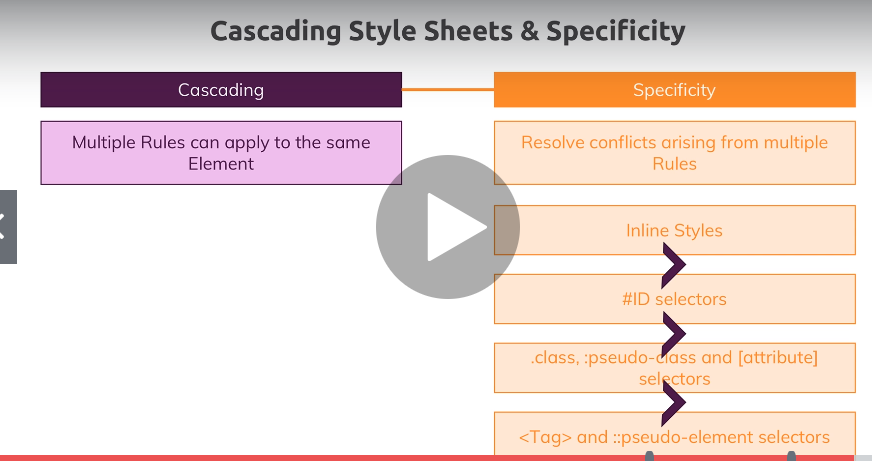 Cascading Style Sheets & Specificity
Cascading
Specificity
Multiple Rules can apply to the same
Element
Resolve conflicts arising from multiple
Rules
Inline Styles
#ID selectors
.class, :pseudo-class and [attribute]
selectors
<Tag> and ::pseudo-element selectors